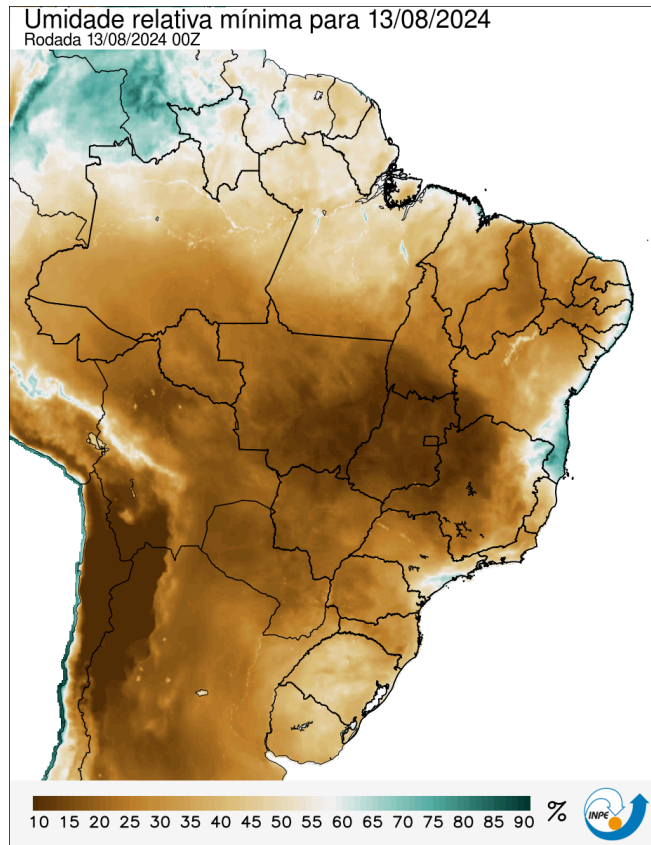 Umidade relativa mínima para 13/08/2024
Rodada 13/08/2024 00Z
10 15 20 25 30 35 40 45 50 55 60 65 70 75 80 85 90 %
INPE